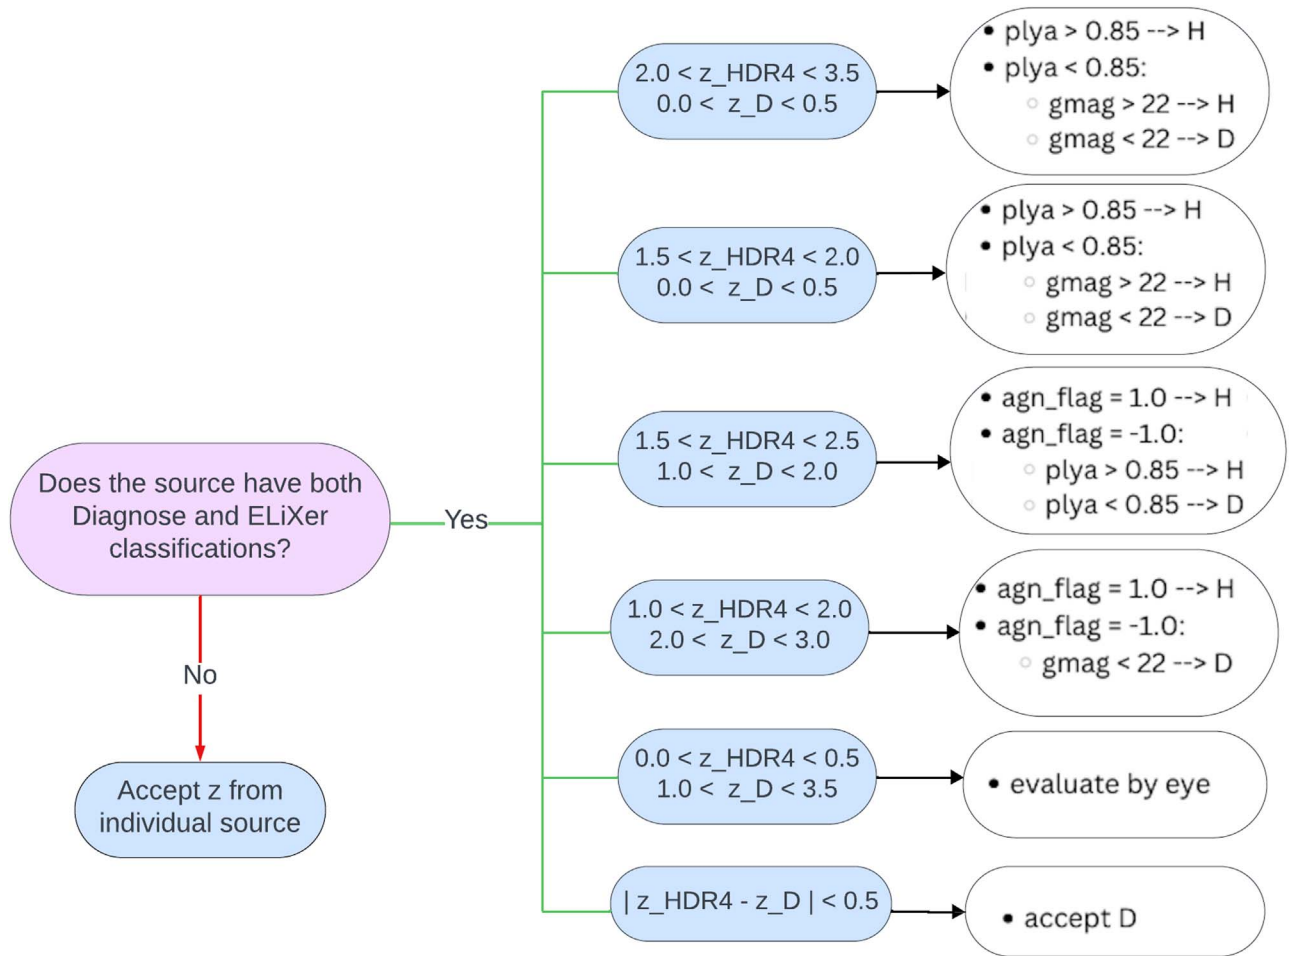 Does the source have both
Diagnose and ELiXer
classifications?
Yes
No
Accept z from
individual source
2.0 < z_HDR4 < 3.5
0.0 < z_D < 0.5
• plya > 0.85 --> H
• plya < 0.85:
○ gmag > 22 --> H
○ gmag < 22 --> D
1.5 < z_HDR4 < 2.0
0.0 < z_D < 0.5
• plya > 0.85 --> H
• plya < 0.85:
○ gmag > 22 --> H
○ gmag < 22 --> D
1.5 < z_HDR4 < 2.5
1.0 < z_D < 2.0
• agn_flag = 1.0 --> H
• agn_flag = -1.0:
○ plya > 0.85 --> H
○ plya < 0.85 --> D
1.0 < z_HDR4 < 2.0
2.0 < z_D < 3.0
• agn_flag = 1.0 --> H
• agn_flag = -1.0:
○ gmag < 22 --> D
0.0 < z_HDR4 < 0.5
1.0 < z_D < 3.5
• evaluate by eye
| z_HDR4 - z_D | < 0.5
• accept D